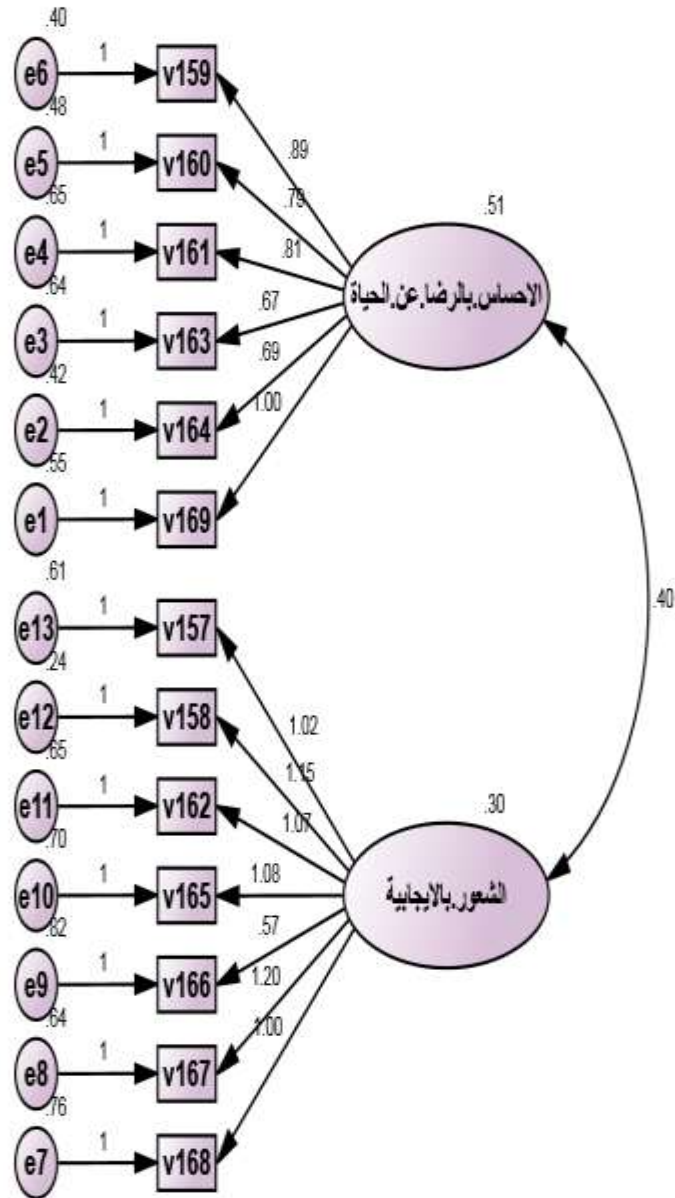 .40
e6 1 v159
.48
e5 1 v160
.65
e4 1 v161
.64
e3 1 v163
.42
e2 1 v164
.55
e1 1 v169
.89
.79
.81
.67
.69
1.00
.51
الاحساس.بالرضا.عن.الحياة
.40
.61
e13 1 v157
.24
e12 1 v158
.65
e11 1 v162
.70
e10 1 v165
.82
e9 1 v166
.64
e8 1 v167
.76
e7 1 v168
1.02
1.15
1.07
1.08
.57
1.20
1.00
.30
الشعور.بالايجابية